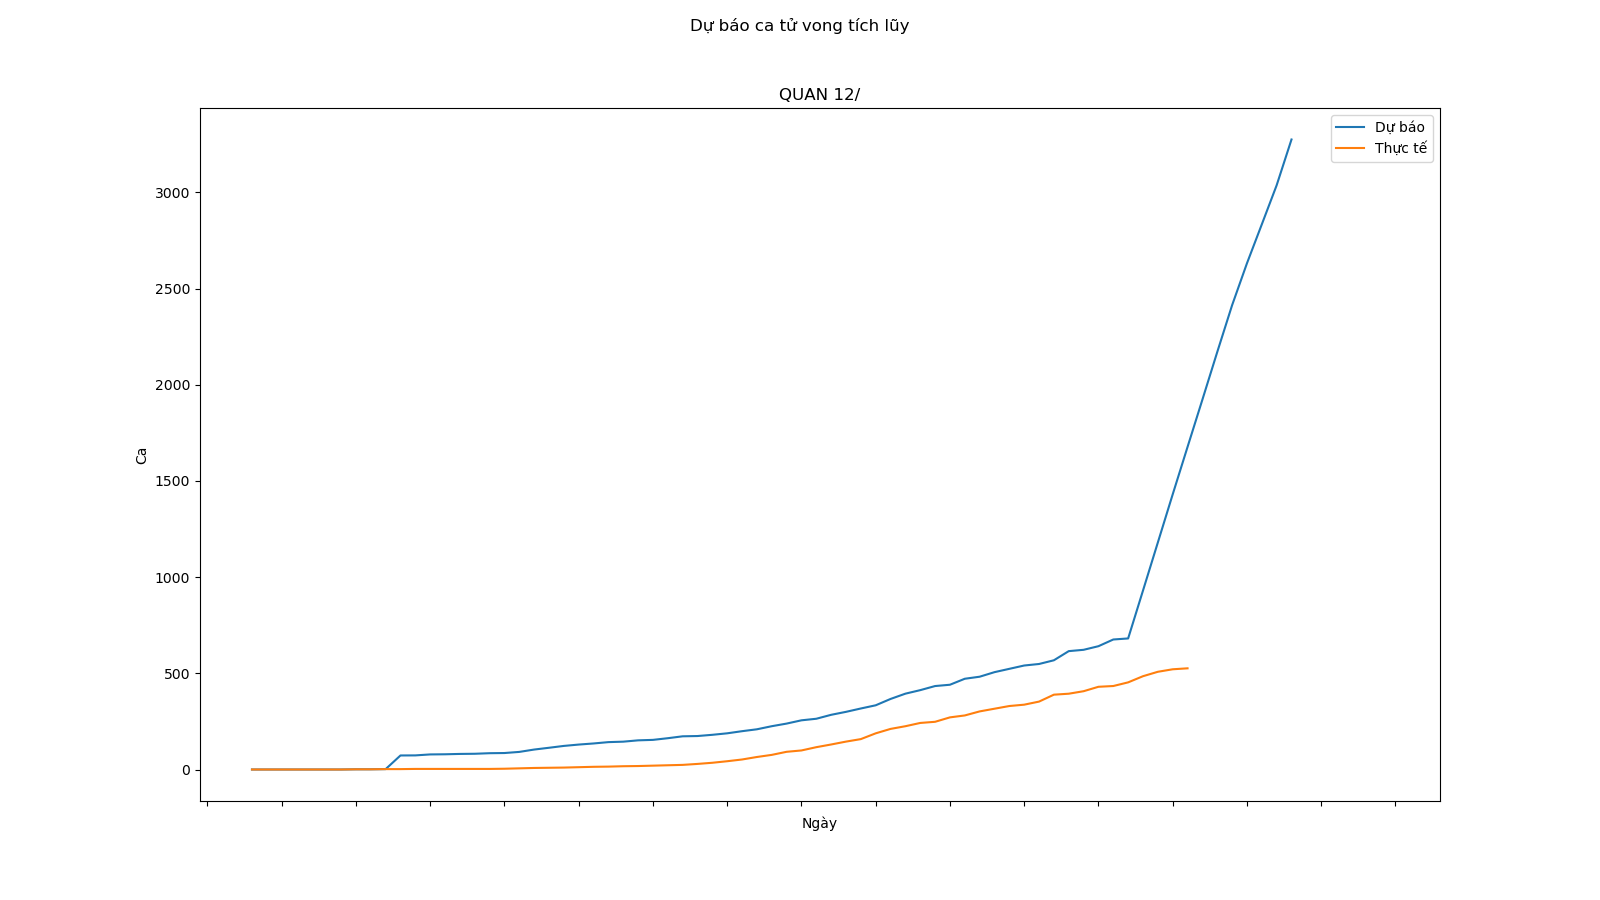 Dự báo ca tử vong tích lũy
QUAN 12/
Dự báo
Thực tế
3000
2500
2000
1500
1000
500
0
Ca
Ngày